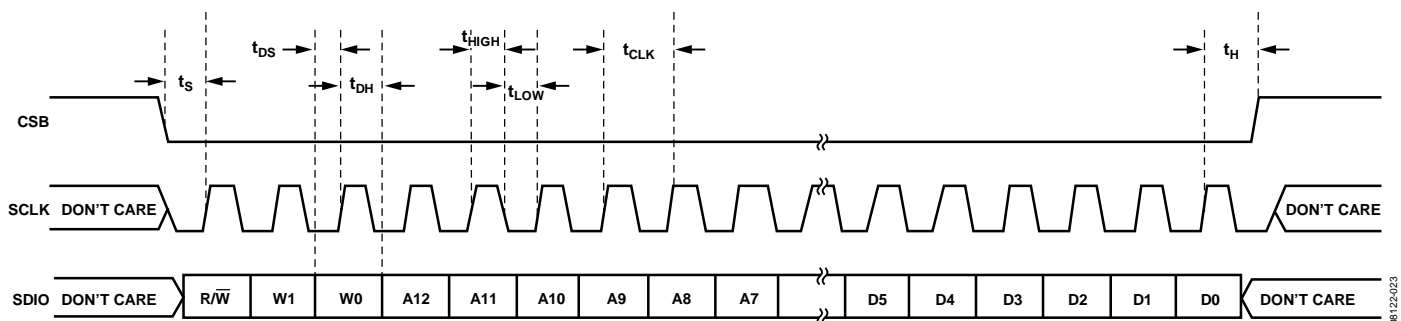 tDS
tHIGH
tCLK
tH
tS
tDH
tLOW
CSB
SCLK DON'T CARE
DON'T CARE
SDIO DON'T CARE R/W̅ W1 W0 A12 A11 A10 A9 A8 A7 D5 D4 D3 D2 D1 D0 DON'T CARE
08122-023